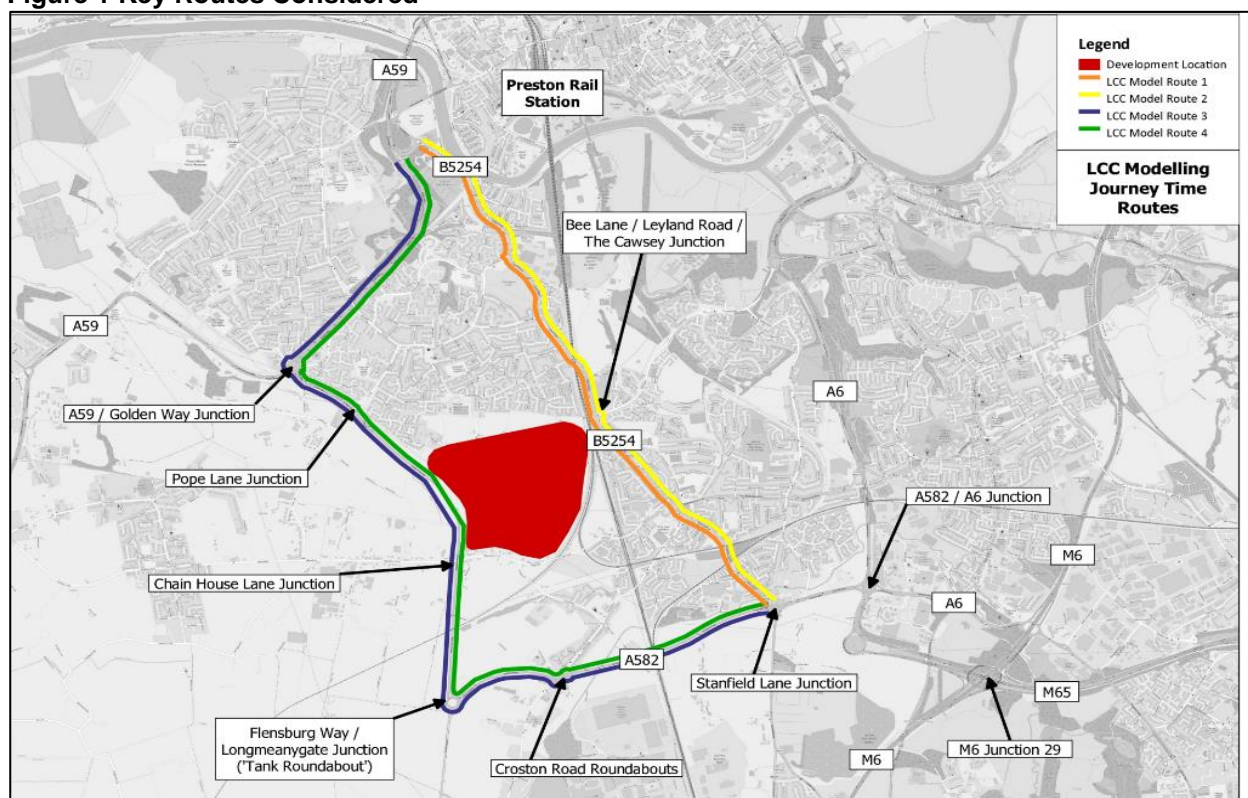 Figure 1 Key Routes Considered
A59
Preston Rail
Station
Legend
Development Location
LCC Model Route 1
LCC Model Route 2
LCC Model Route 3
LCC Model Route 4
LCC Modelling
Journey Time
Routes
B5254
Bee Lane / Leyland Road /
The Cawsey Junction
A59
A6
A59 / Golden Way Junction
B5254
Pope Lane Junction
A582 / A6 Junction
M6
Chain House Lane Junction
A6
A582
Stanfield Lane Junction
M65
Flensburg Way /
Longmeanygate Junction
('Tank Roundabout')
Croston Road Roundabouts
M6
M6 Junction 29